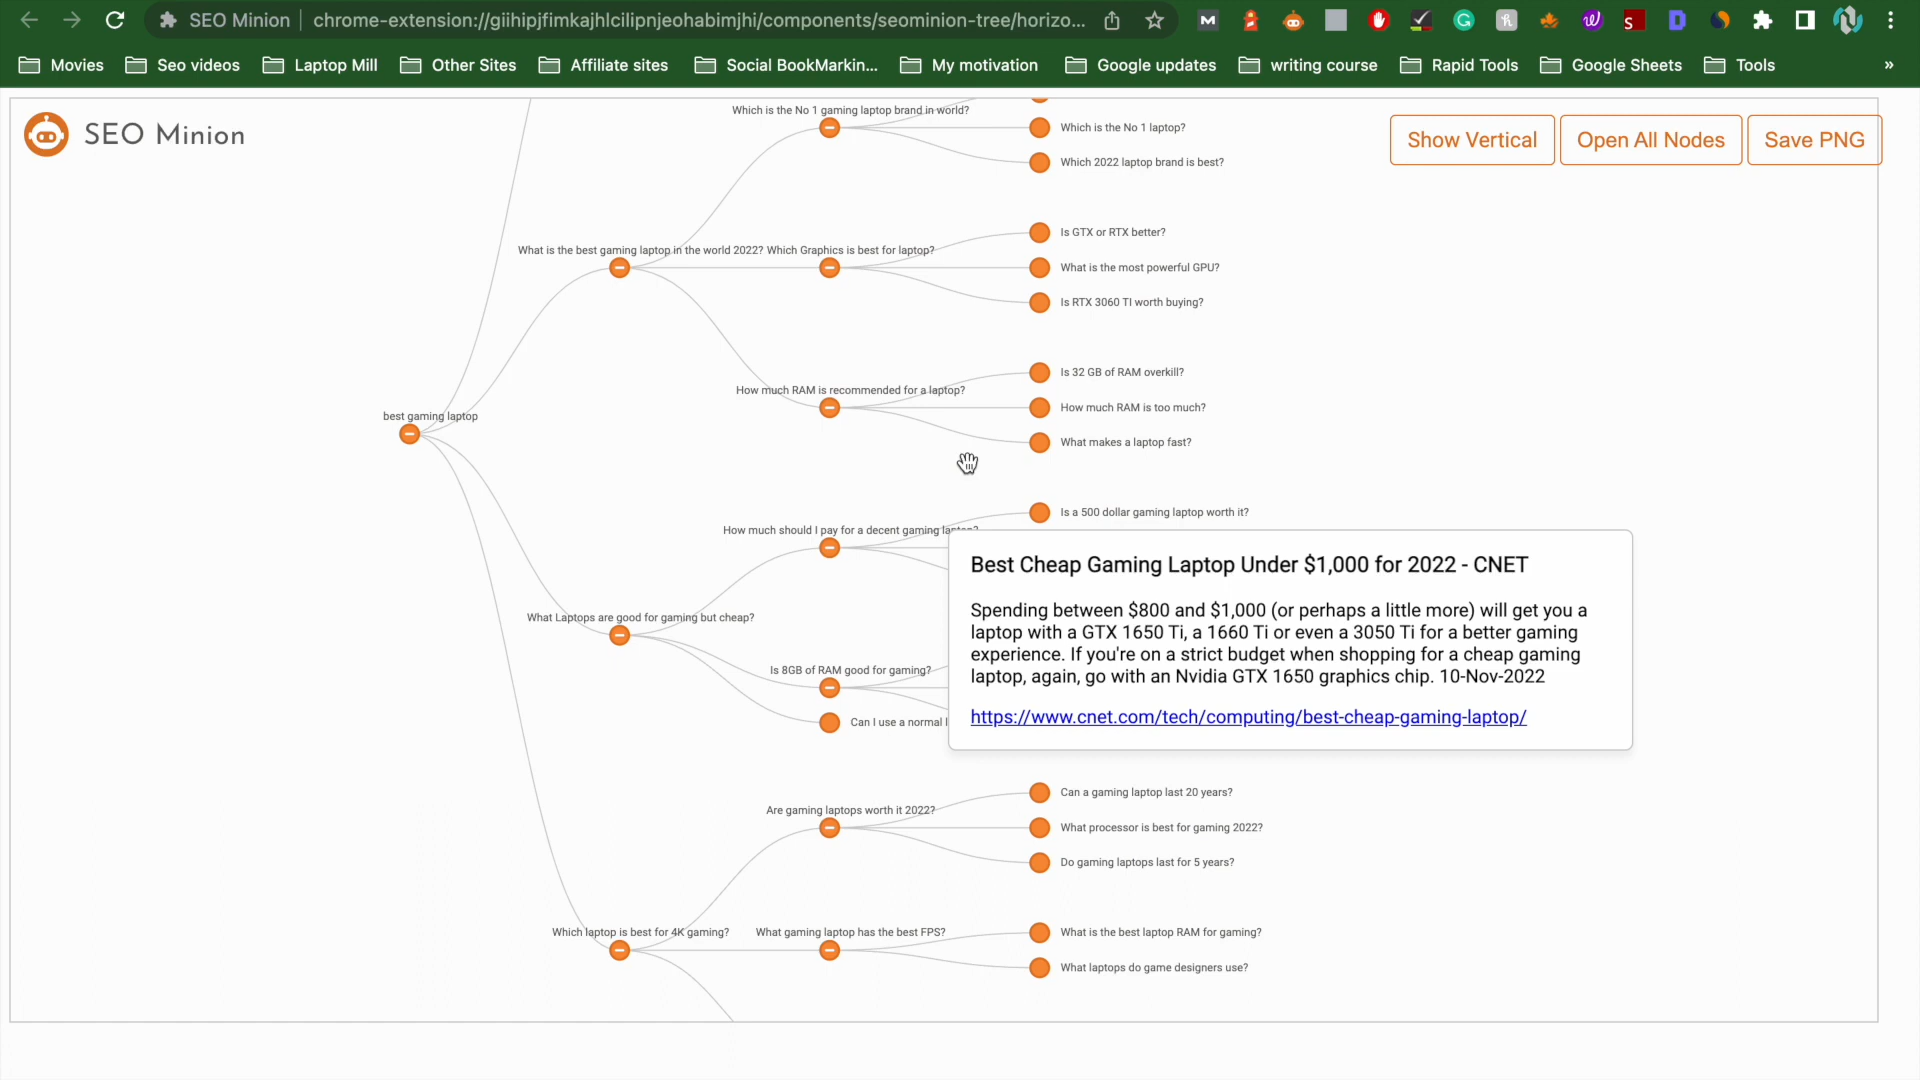 SEO Minion
chrome-extension://giihipjfimkajhlcilipnjeohabimjhi/components/seominion-tree/horizo...
Movies
Seo videos
Laptop Mill
Other Sites
Affiliate sites
Social BookMarkin...
My motivation
Google updates
writing course
Rapid Tools
Google Sheets
Tools
»
SEO Minion
Show Vertical
Open All Nodes
Save PNG
Which is the No 1 gaming laptop brand in world?
Which is the No 1 laptop?
Which 2022 laptop brand is best?
What is the best gaming laptop in the world 2022?
Which Graphics is best for laptop?
Is GTX or RTX better?
What is the most powerful GPU?
Is RTX 3060 TI worth buying?
How much RAM is recommended for a laptop?
Is 32 GB of RAM overkill?
How much RAM is too much?
What makes a laptop fast?
best gaming laptop
How much should I pay for a decent gaming laptop?
Is a 500 dollar gaming laptop worth it?
What Laptops are good for gaming but cheap?
Is 8GB of RAM good for gaming?
Can I use a normal l
Best Cheap Gaming Laptop Under $1,000 for 2022 - CNET
Spending between $800 and $1,000 (or perhaps a little more) will get you a
laptop with a GTX 1650 Ti, a 1660 Ti or even a 3050 Ti for a better gaming
experience. If you're on a strict budget when shopping for a cheap gaming
laptop, again, go with an Nvidia GTX 1650 graphics chip. 10-Nov-2022
https://www.cnet.com/tech/computing/best-cheap-gaming-laptop/
Are gaming laptops worth it 2022?
Can a gaming laptop last 20 years?
What processor is best for gaming 2022?
Do gaming laptops last for 5 years?
Which laptop is best for 4K gaming?
What gaming laptop has the best FPS?
What is the best laptop RAM for gaming?
What laptops do game designers use?